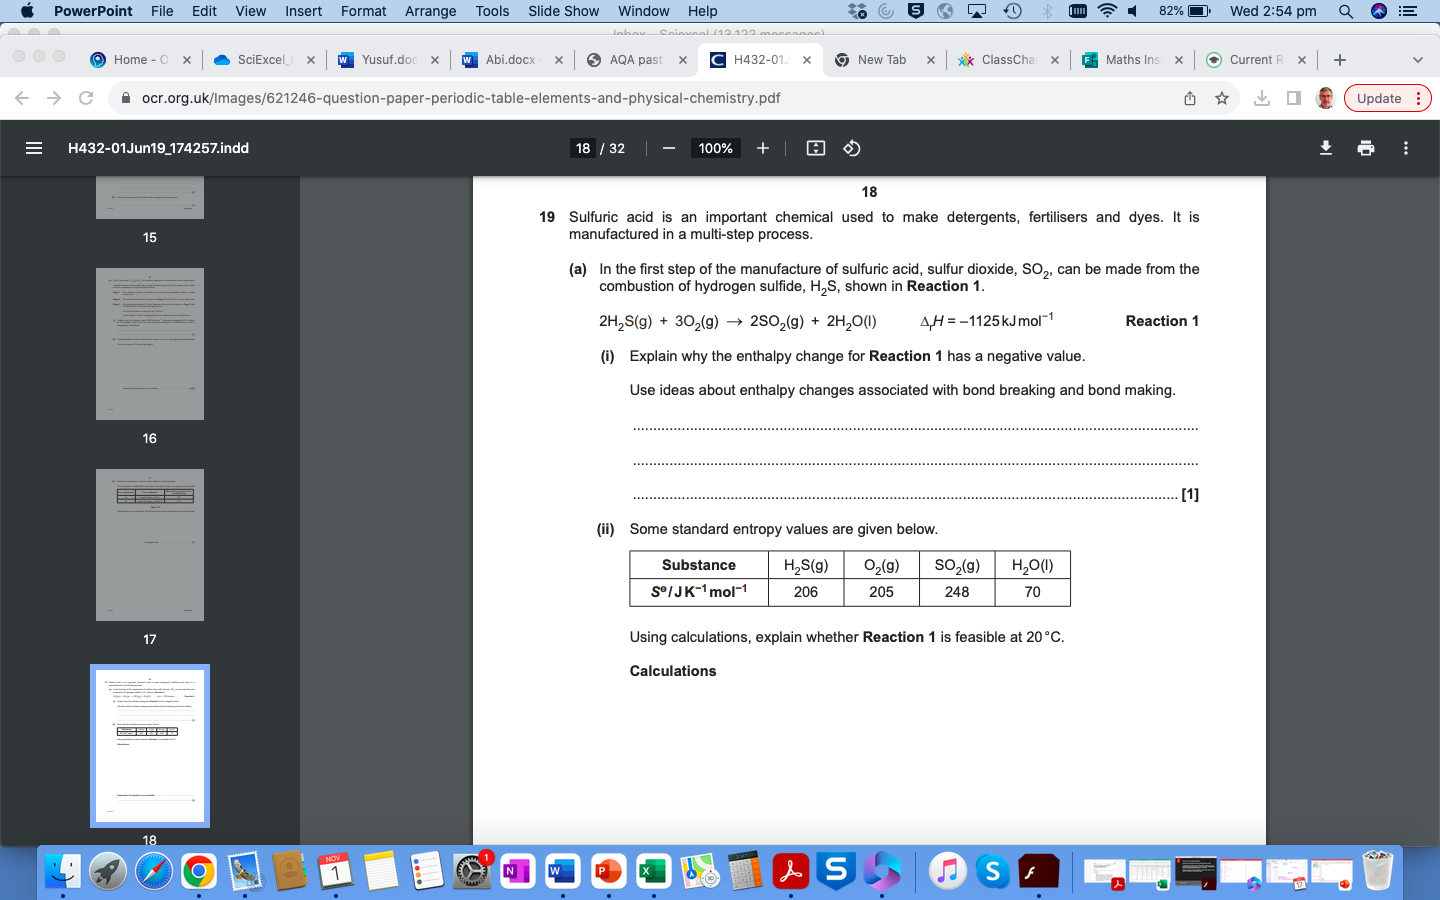 PowerPoint File Edit View Insert Format Arrange Tools Slide Show Window Help 82% Wed 2:54 pm
Inbox – Sciexcel (13,122 messages)
Home - O SciExcel_ Yusuf.doc Abi.docx AQA past H432-01J New Tab ClassCha Maths Ins Current R
ocr.org.uk/Images/621246-question-paper-periodic-table-elements-and-physical-chemistry.pdf Update
H432-01Jun19_174257.indd 18 / 32 100%
15
16
17
18
18
19 Sulfuric acid is an important chemical used to make detergents, fertilisers and dyes. It is
manufactured in a multi-step process.
(a) In the first step of the manufacture of sulfuric acid, sulfur dioxide, SO₂, can be made from the
combustion of hydrogen sulfide, H₂S, shown in Reaction 1.
2H₂S(g) + 3O₂(g) → 2SO₂(g) + 2H₂O(l) ΔᵣH = –1125 kJ mol⁻¹ Reaction 1
(i) Explain why the enthalpy change for Reaction 1 has a negative value.
Use ideas about enthalpy changes associated with bond breaking and bond making.
[1]
(ii) Some standard entropy values are given below.
Substance H₂S(g) O₂(g) SO₂(g) H₂O(l)
S⦵ / J K⁻¹ mol⁻¹ 206 205 248 70
Using calculations, explain whether Reaction 1 is feasible at 20 °C.
Calculations
NOV
1
1